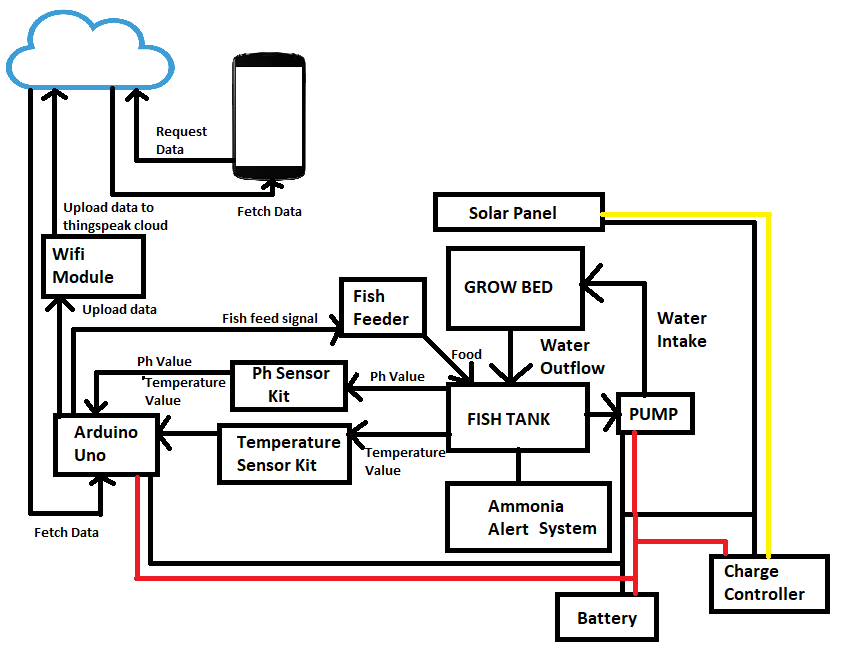 Request
Data
Upload data to
thingspeak cloud
Fetch Data
Solar Panel
Wifi
Module
GROW BED
Upload data
Fish
Feeder
Fish feed signal
Water
Intake
Water
Outflow
Food
Ph Value
Temperature
Value
Ph Sensor
Kit
Ph Value
FISH TANK
PUMP
Arduino
Uno
Temperature
Sensor Kit
Temperature
Value
Ammonia
Alert System
Fetch Data
Charge
Controller
Battery